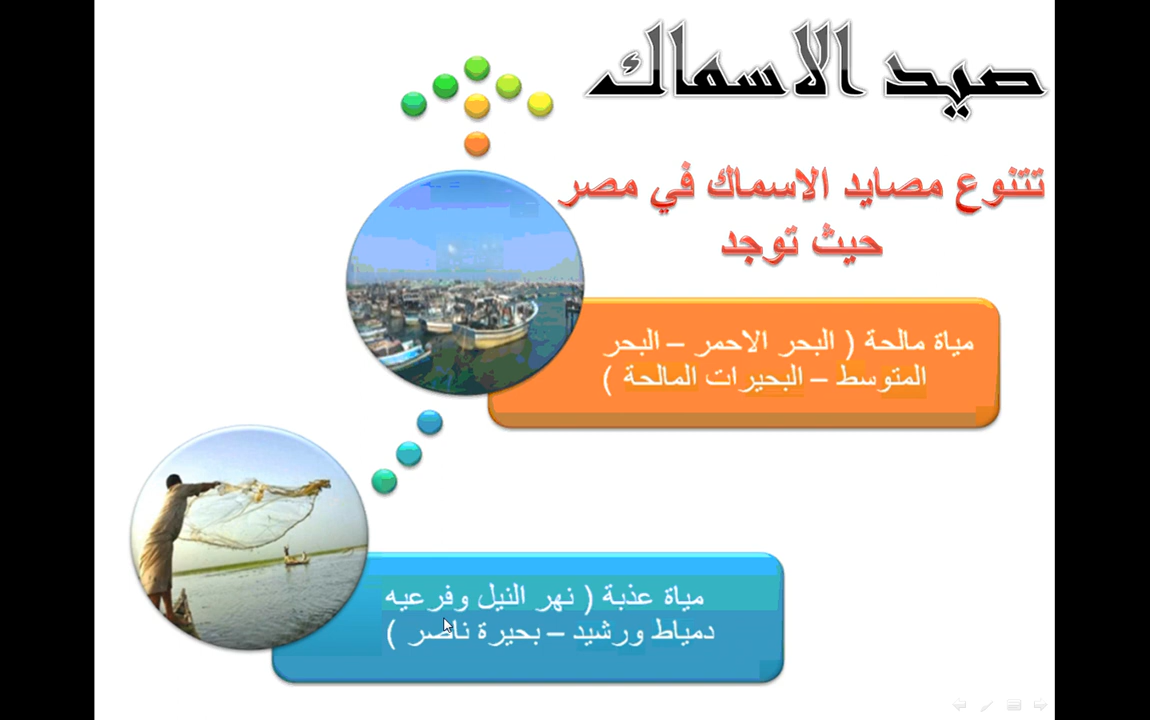 صيد الاسماك
تتنوع مصايد الاسماك في مصر
حيث توجد
مياة مالحة ( البحر الاحمر – البحر
المتوسط – البحيرات المالحة )
مياة عذبة ( نهر النيل وفرعيه
دمياط ورشيد – بحيرة ناصر )